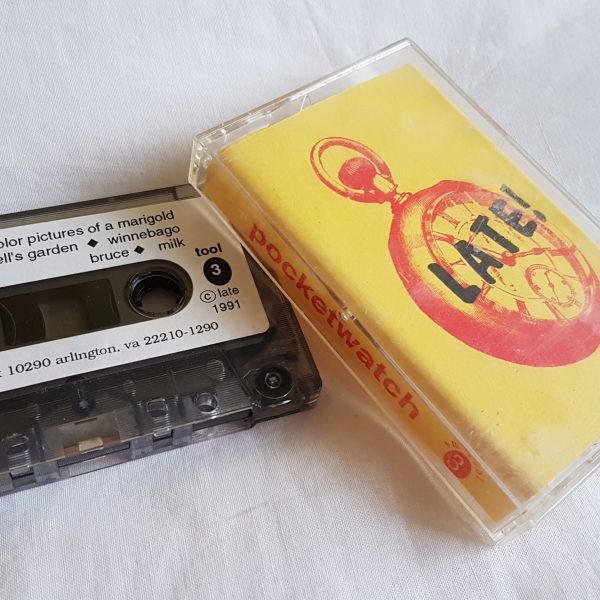 olor pictures of a marigold
ell's garden ◆ winnebago
bruce ◆ milk
tool
3
© late
1991
10290 arlington, va 22210-1290
LATE!
pocketwatch
3